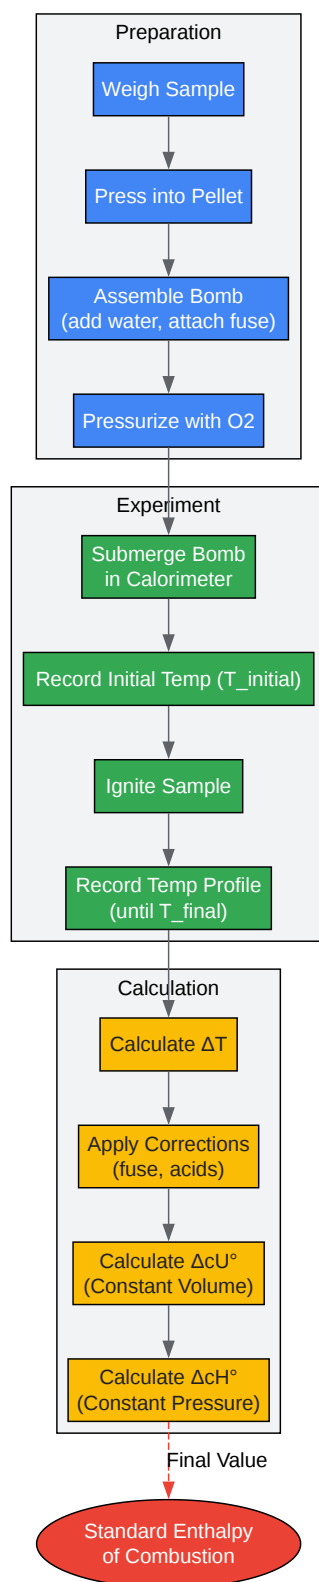 Preparation
Weigh Sample
Press into Pellet
Assemble Bomb
(add water, attach fuse)
Pressurize with O2
Experiment
Submerge Bomb
in Calorimeter
Record Initial Temp (T_initial)
Ignite Sample
Record Temp Profile
(until T_final)
Calculation
Calculate ΔT
Apply Corrections
(fuse, acids)
Calculate ΔcU°
(Constant Volume)
Calculate ΔcH°
(Constant Pressure)
Final Value
Standard Enthalpy
of Combustion